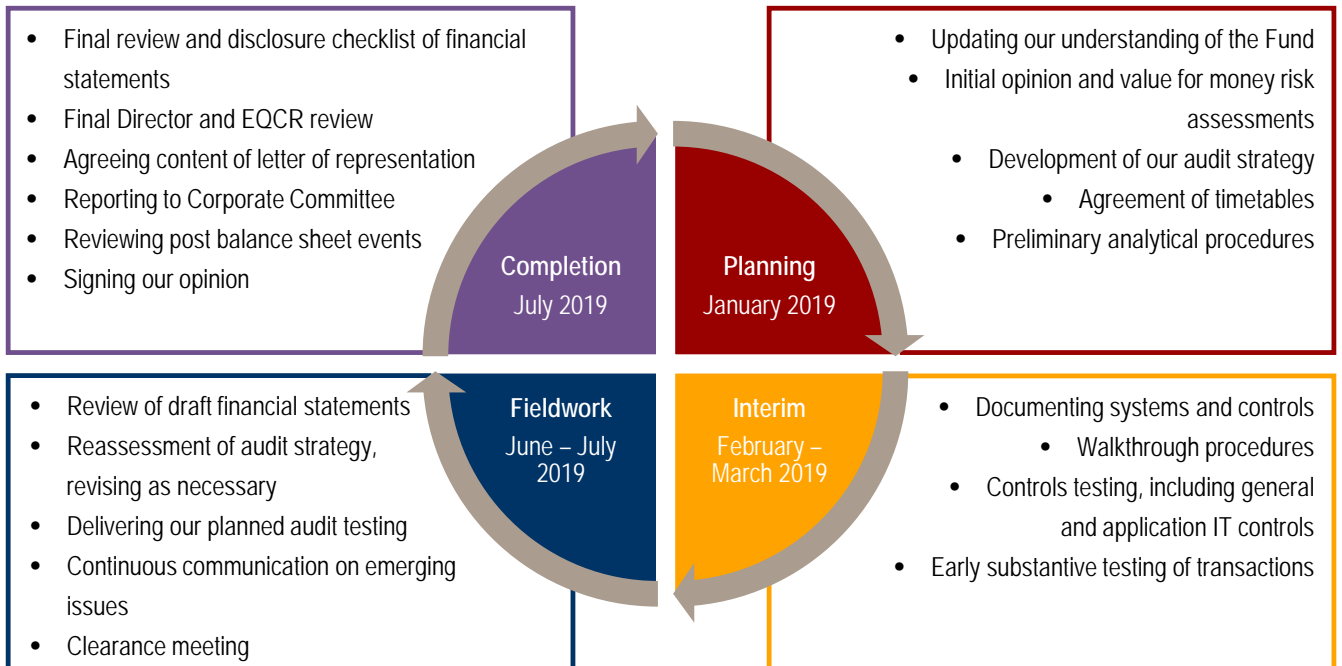 • Final review and disclosure checklist of financial
statements
• Final Director and EQCR review
• Agreeing content of letter of representation
• Reporting to Corporate Committee
• Reviewing post balance sheet events
• Signing our opinion
Completion
July 2019
• Updating our understanding of the Fund
• Initial opinion and value for money risk
assessments
• Development of our audit strategy
• Agreement of timetables
• Preliminary analytical procedures
Planning
January 2019
• Review of draft financial statements
• Reassessment of audit strategy,
revising as necessary
• Delivering our planned audit testing
• Continuous communication on emerging
issues
• Clearance meeting
Fieldwork
June – July
2019
Interim
February –
March 2019
• Documenting systems and controls
• Walkthrough procedures
• Controls testing, including general
and application IT controls
• Early substantive testing of transactions